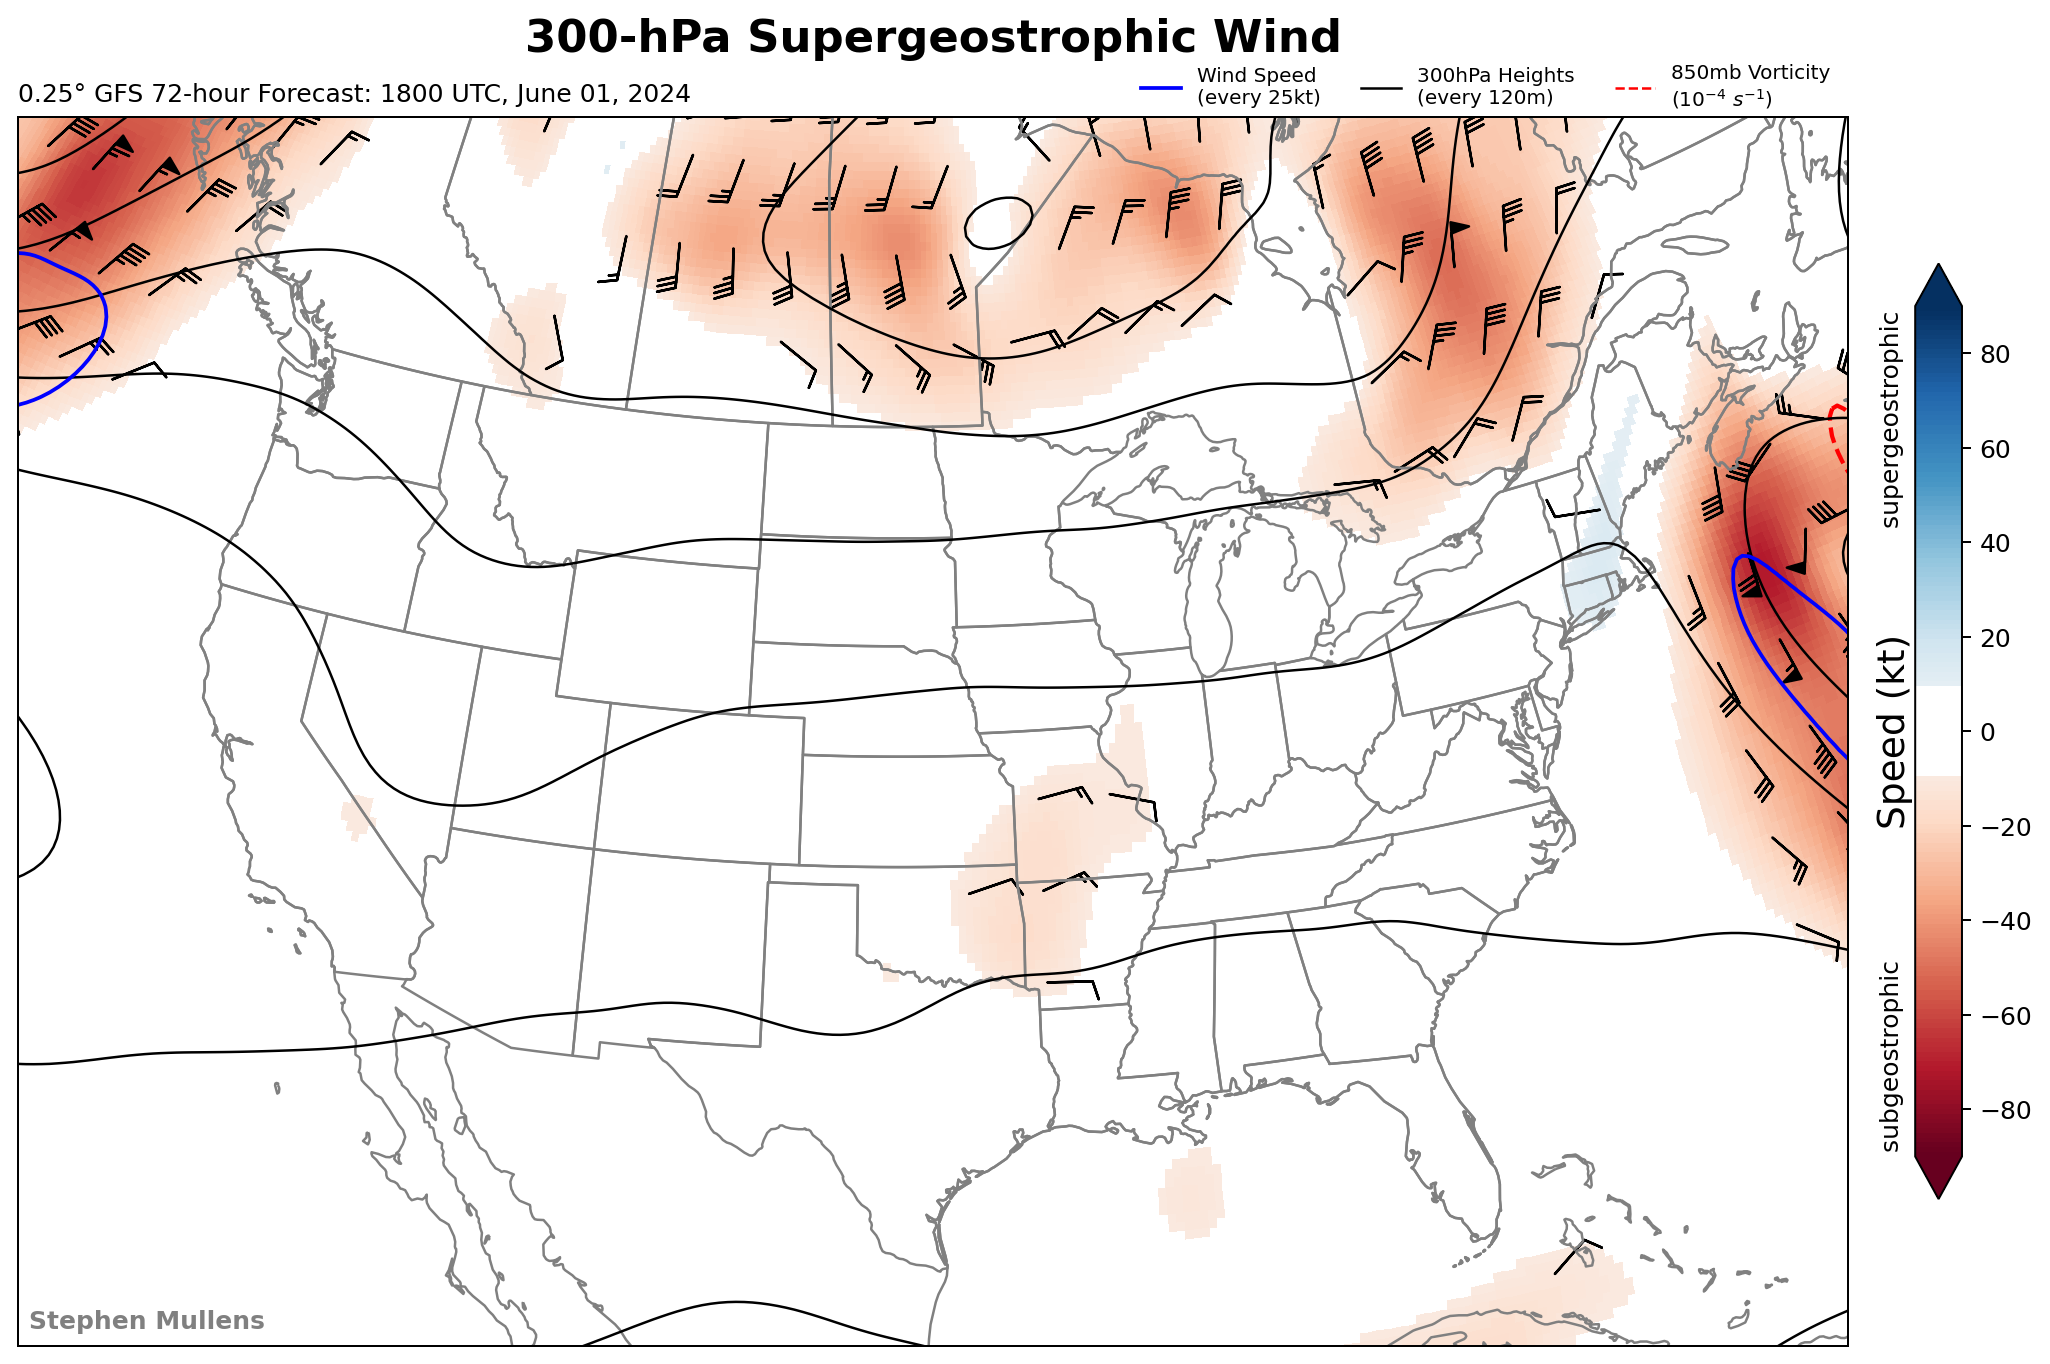 300-hPa Supergeostrophic Wind
0.25° GFS 72-hour Forecast: 1800 UTC, June 01, 2024
Wind Speed
(every 25kt)
300hPa Heights
(every 120m)
850mb Vorticity
(10⁻⁴ s⁻¹)
supergeostrophic
Speed (kt)
subgeostrophic
80
60
40
20
0
−20
−40
−60
−80
Stephen Mullens